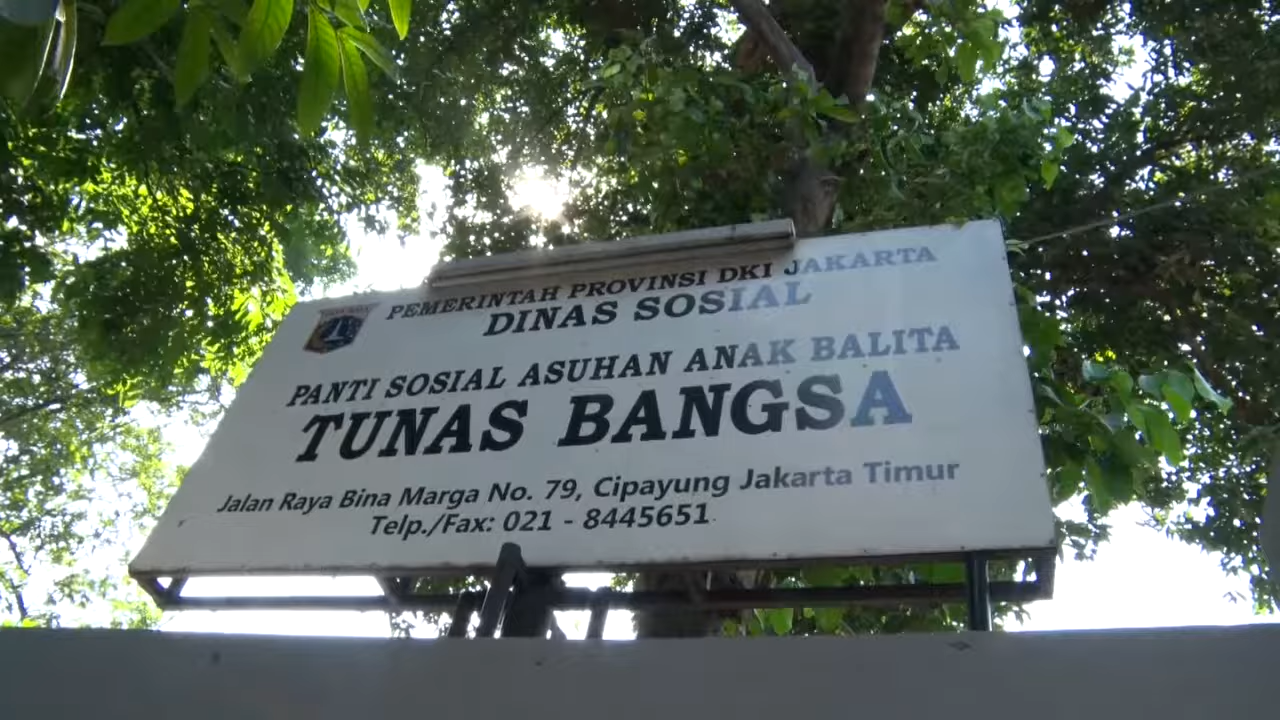 PEMERINTAH PROVINSI DKI JAKARTA
DINAS SOSIAL
PANTI SOSIAL ASUHAN ANAK BALITA
TUNAS BANGSA
Jalan Raya Bina Marga No. 79, Cipayung Jakarta Timur
Telp./Fax: 021 - 8445651